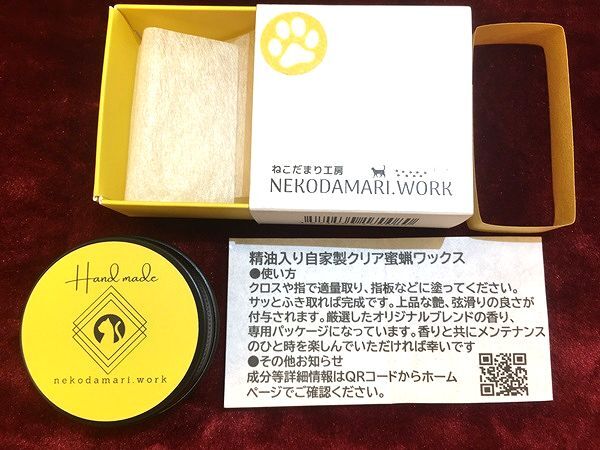 ねこだまり工房
NEKODAMARI.WORK
Hand made
nekodamari.work
精油入り自家製クリア蜜蝋ワックス
●使い方
クロスや指で適量取り、指板などに塗ってください。
サッとふき取れば完成です。上品な艶、弦滑りの良さが
付与されます。厳選したオリジナルブレンドの香り、
専用パッケージになっています。香りと共にメンテナンス
のひと時を楽しんでいただければ幸いです
●その他お知らせ
成分等詳細情報はQRコードからホーム
ページでご確認ください。